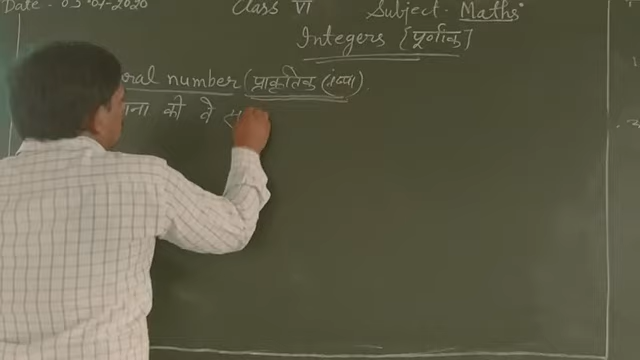 Date - 03-07-2020 Class VI Subject- Maths
Integers {पूर्णांक}
ral number (प्राकृतिक संख्या).
ना की वे